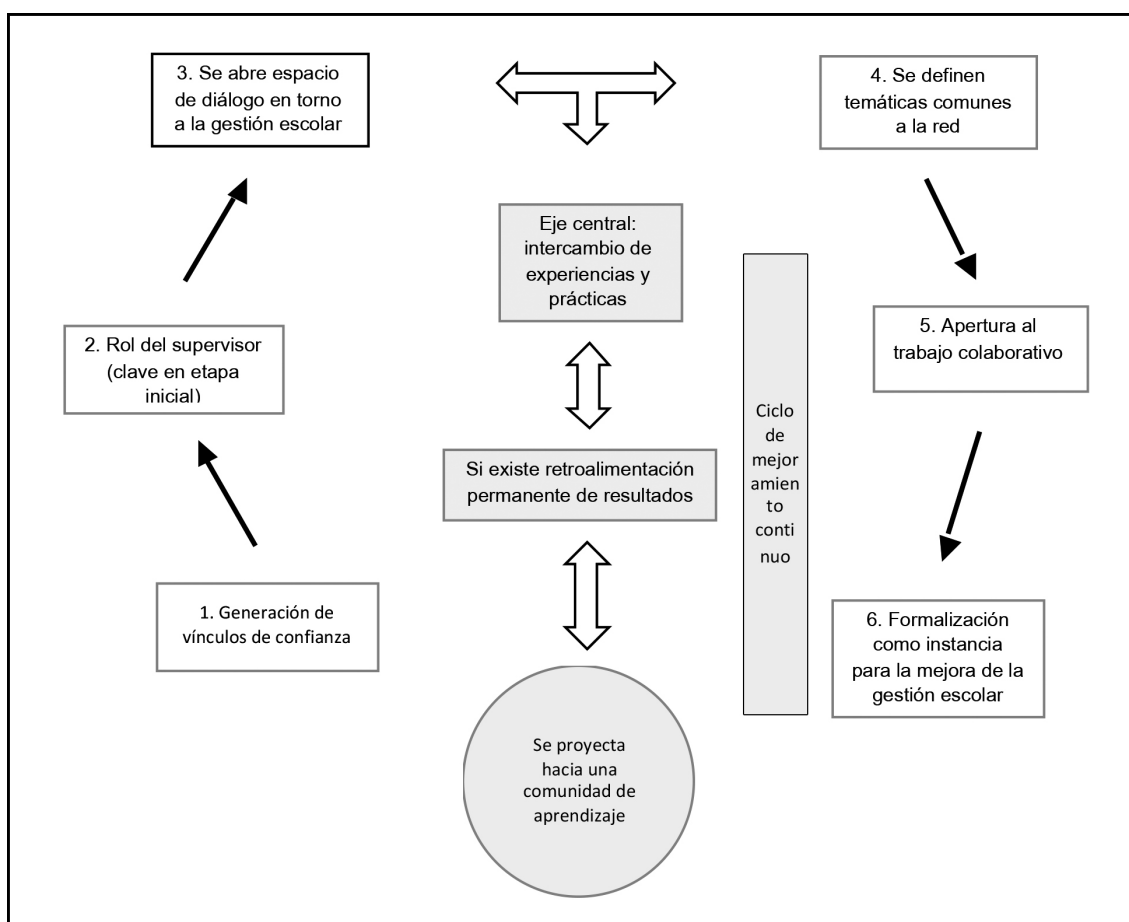 3. Se abre espacio
de diálogo en torno
a la gestión escolar
4. Se definen
temáticas comunes
a la red
Eje central:
intercambio de
experiencias y
prácticas
2. Rol del supervisor
(clave en etapa
inicial)
5. Apertura al
trabajo colaborativo
Si existe retroalimentación
permanente de resultados
Ciclo
de
mejor
amien
to
conti
nuo
1. Generación de
vínculos de confianza
6. Formalización
como instancia
para la mejora de la
gestión escolar
Se proyecta
hacia una
comunidad de
aprendizaje